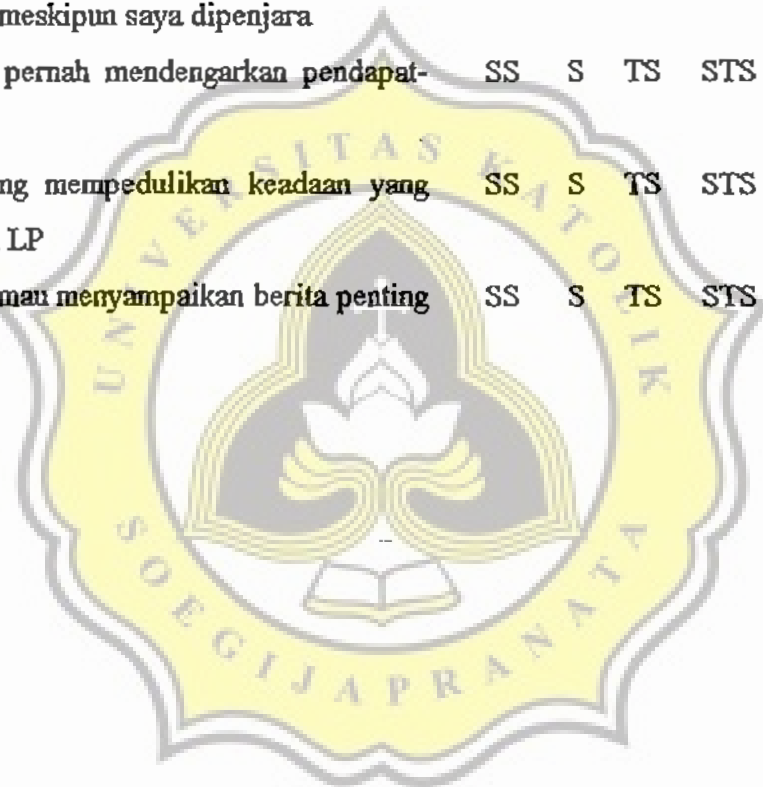 meskipun saya dipenjara
pernah mendengarkan pendapat- SS S TS STS
ng mempedulikan keadaan yang SS S TS STS
LP
mau menyampaikan berita penting SS S TS STS
UNIVERSITAS KATOLIK
SOEGIJAPRANATA